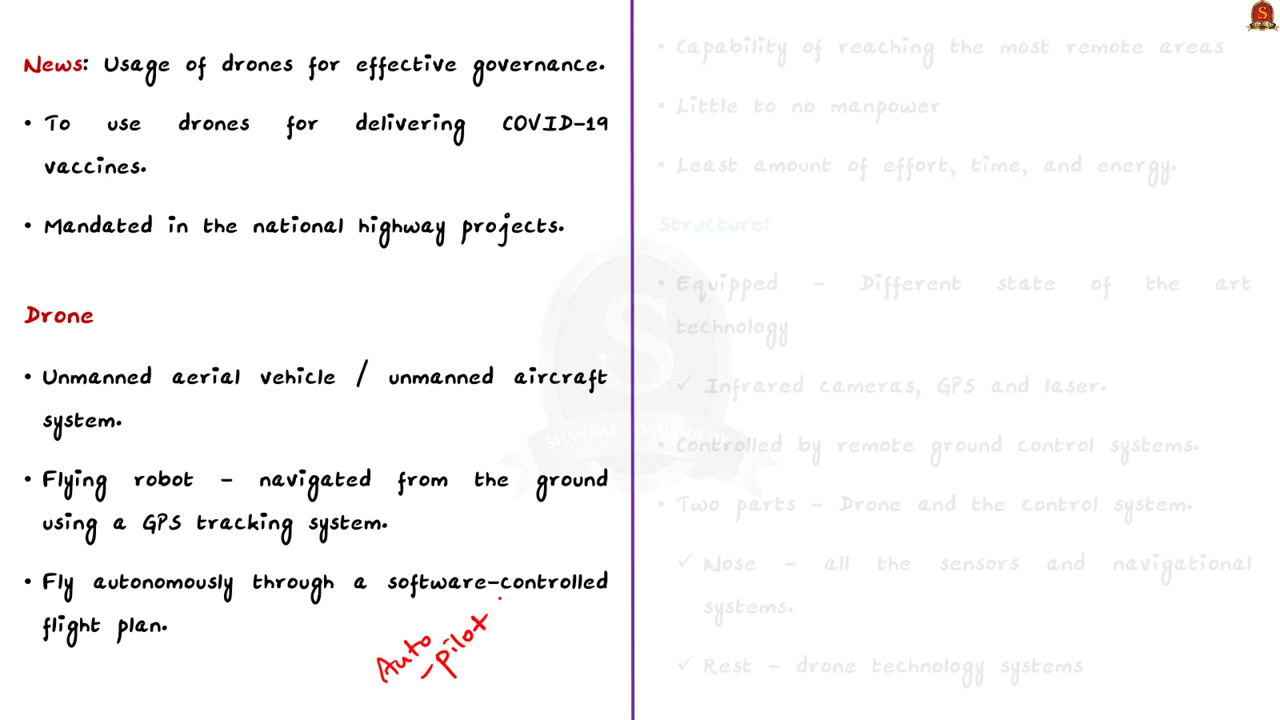 News: Usage of drones for effective governance.
• To use drones for delivering COVID-19
vaccines.
• Mandated in the national highway projects.
Drone
• Unmanned aerial vehicle / unmanned aircraft
system.
• Flying robot - navigated from the ground
using a GPS tracking system.
• Fly autonomously through a software-controlled
flight plan.
Auto
-pilot
• Capability of reaching the most remote areas
• Little to no manpower
• Least amount of effort, time, and energy.
Structure:
• Equipped - Different state of the art
technology
✓ Infrared cameras, GPS and laser.
• Controlled by remote ground control systems.
• Two parts - Drone and the control system.
✓ Nose - all the sensors and navigational
systems.
✓ Rest - drone technology systems
S
SHANKAR IAS ACADEMY
S